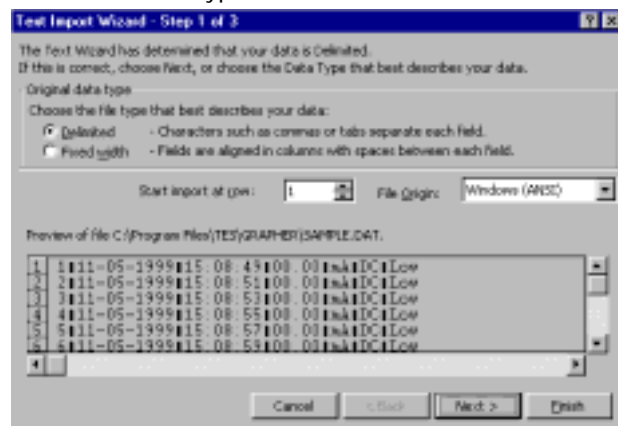 Text Import Wizard - Step 1 of 3
The Text Wizard has determined that your data is Delimited.
If this is correct, choose Next, or choose the Data Type that best describes your data.
Original data type
Choose the file type that best describes your data:
Delimited - Characters such as commas or tabs separate each field.
Fixed width - Fields are aligned in columns with spaces between each field.
Start import at row: 1 File Origin: Windows (ANSI)
Preview of file C:\Program Files\TES\GRAPHER\SAMPLE.DAT.
1 1▮11-05-1999▮15:08:49▮00.00▮mA▮DC▮Low
2 2▮11-05-1999▮15:08:51▮00.00▮mA▮DC▮Low
3 3▮11-05-1999▮15:08:53▮00.00▮mA▮DC▮Low
4 4▮11-05-1999▮15:08:55▮00.00▮mA▮DC▮Low
5 5▮11-05-1999▮15:08:57▮00.00▮mA▮DC▮Low
6 6▮11-05-1999▮15:08:59▮00.00▮mA▮DC▮Low
Cancel < Back Next > Finish